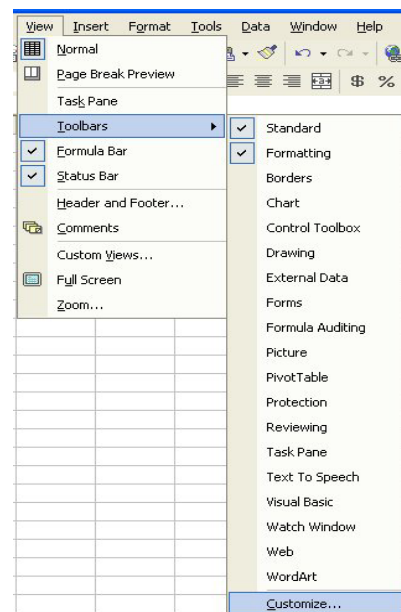 View Insert Format Tools Data Window Help
Normal
Page Break Preview
Task Pane
Toolbars
Formula Bar
Status Bar
Header and Footer...
Comments
Custom Views...
Full Screen
Zoom...
$ %
Standard
Formatting
Borders
Chart
Control Toolbox
Drawing
External Data
Forms
Formula Auditing
Picture
PivotTable
Protection
Reviewing
Task Pane
Text To Speech
Visual Basic
Watch Window
Web
WordArt
Customize...